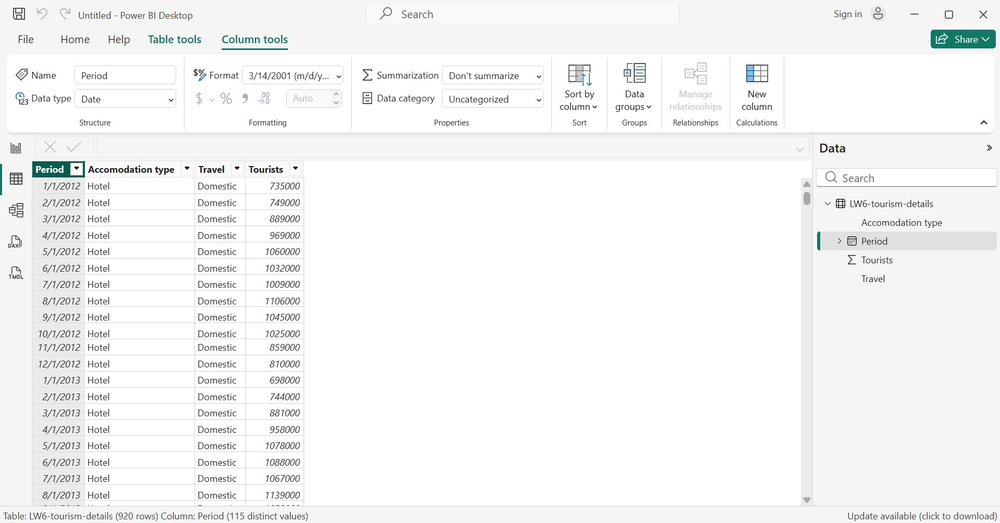 Untitled - Power BI Desktop
Search
Sign in
File Home Help Table tools Column tools
Share
Name Period
Data type Date
Structure
Format 3/14/2001 (m/d/y...
$ % , .00 Auto
Formatting
Summarization Don't summarize
Data category Uncategorized
Properties
Sort by
column
Sort
Data
groups
Groups
Manage
relationships
Relationships
New
column
Calculations
DAX
TMDL
Period Accomodation type Travel Tourists
1/1/2012 Hotel Domestic 735000
2/1/2012 Hotel Domestic 749000
3/1/2012 Hotel Domestic 889000
4/1/2012 Hotel Domestic 969000
5/1/2012 Hotel Domestic 1060000
6/1/2012 Hotel Domestic 1032000
7/1/2012 Hotel Domestic 1009000
8/1/2012 Hotel Domestic 1106000
9/1/2012 Hotel Domestic 1045000
10/1/2012 Hotel Domestic 1025000
11/1/2012 Hotel Domestic 859000
12/1/2012 Hotel Domestic 810000
1/1/2013 Hotel Domestic 698000
2/1/2013 Hotel Domestic 744000
3/1/2013 Hotel Domestic 881000
4/1/2013 Hotel Domestic 958000
5/1/2013 Hotel Domestic 1078000
6/1/2013 Hotel Domestic 1088000
7/1/2013 Hotel Domestic 1067000
8/1/2013 Hotel Domestic 1139000
Data
Search
LW6-tourism-details
Accomodation type
Period
Tourists
Travel
Table: LW6-tourism-details (920 rows) Column: Period (115 distinct values)
Update available (click to download)